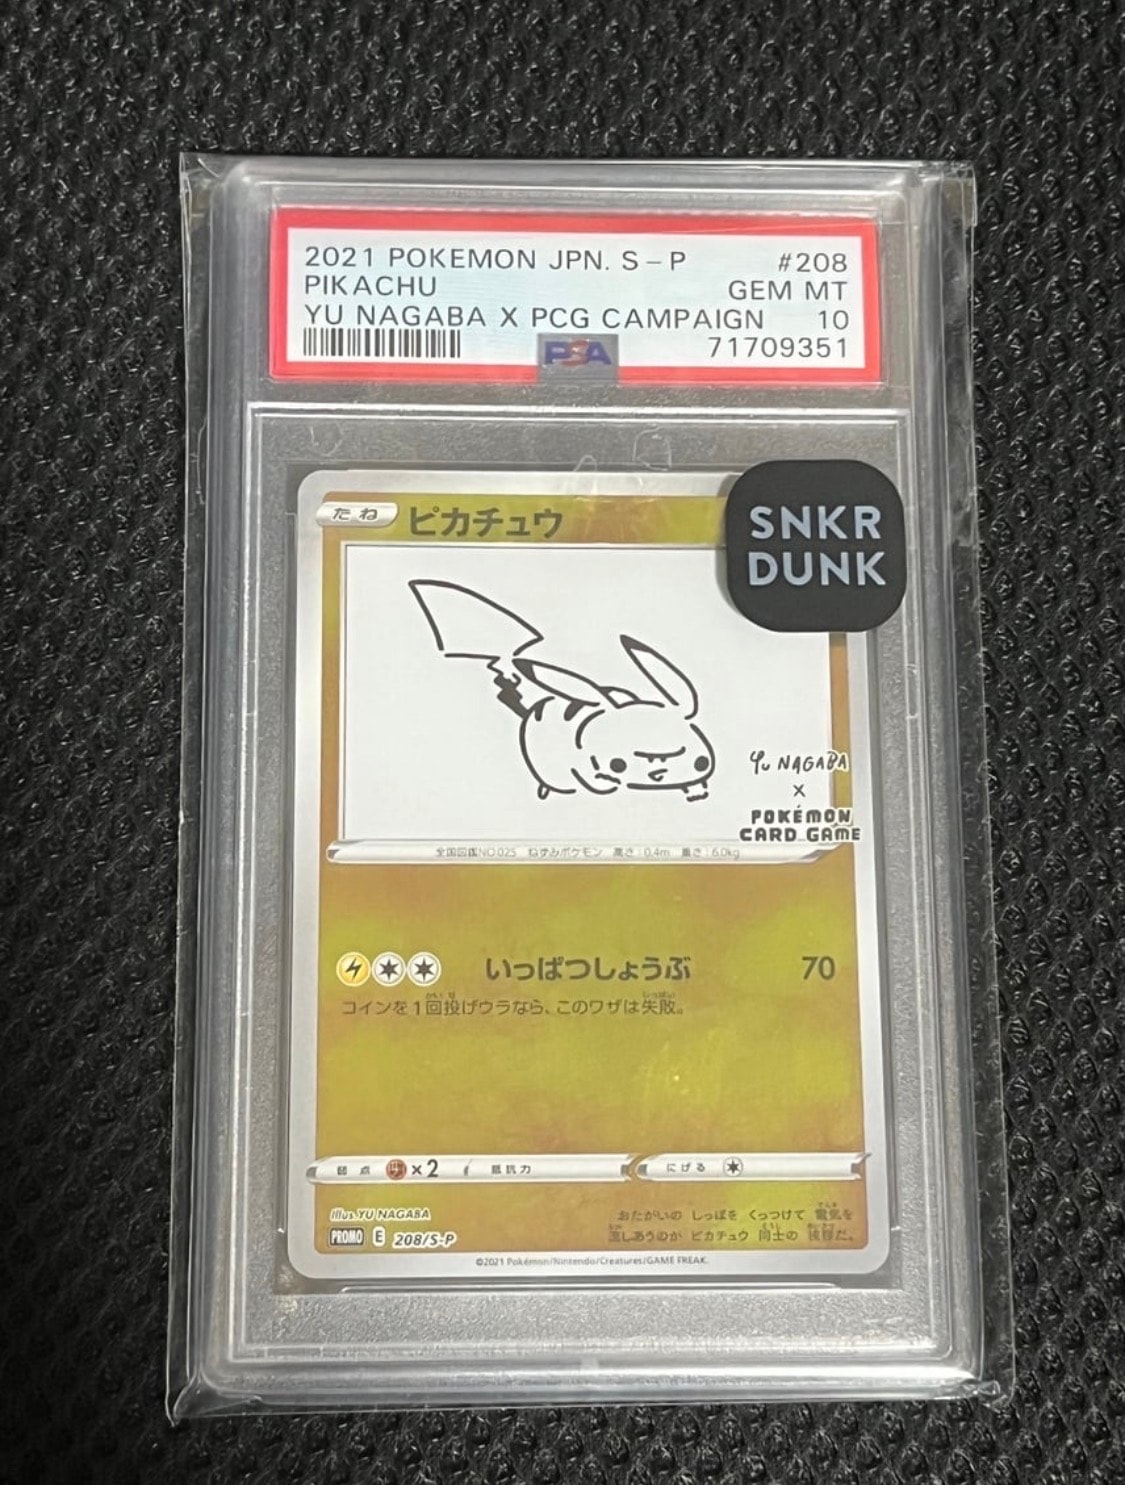 2021 POKEMON JPN. S-P #208
PIKACHU GEM MT
YU NAGABA X PCG CAMPAIGN 10
PSA 71709351
SNKR
DUNK
たね ピカチュウ
YU NAGABA
X
POKÉMON
CARD GAME
全国図鑑NO.025 ねずみポケモン 高さ:0.4m 重さ:6.0kg
いっぱつしょうぶ 70
コインを1回投げウラなら、このワザは失敗。
弱点 ×2 抵抗力 にげる
illus. YU NAGABA
PROMO E 208/S-P
おたがいの しっぽを くっつけて 電気を
流しあうのが ピカチュウ 同士の 挨拶だ。
©2021 Pokémon/Nintendo/Creatures/GAME FREAK.